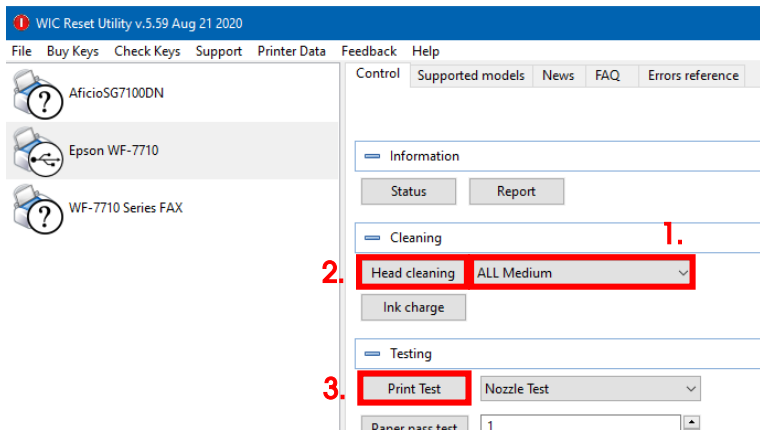 WIC Reset Utility v.5.59 Aug 21 2020
File Buy Keys Check Keys Support Printer Data Feedback Help
Control Supported models News FAQ Errors reference
AficioSG7100DN
Epson WF-7710
WF-7710 Series FAX
Information
Status Report
Cleaning 1.
2. Head cleaning ALL Medium
Ink charge
Testing
3. Print Test Nozzle Test
Paper pass test 1